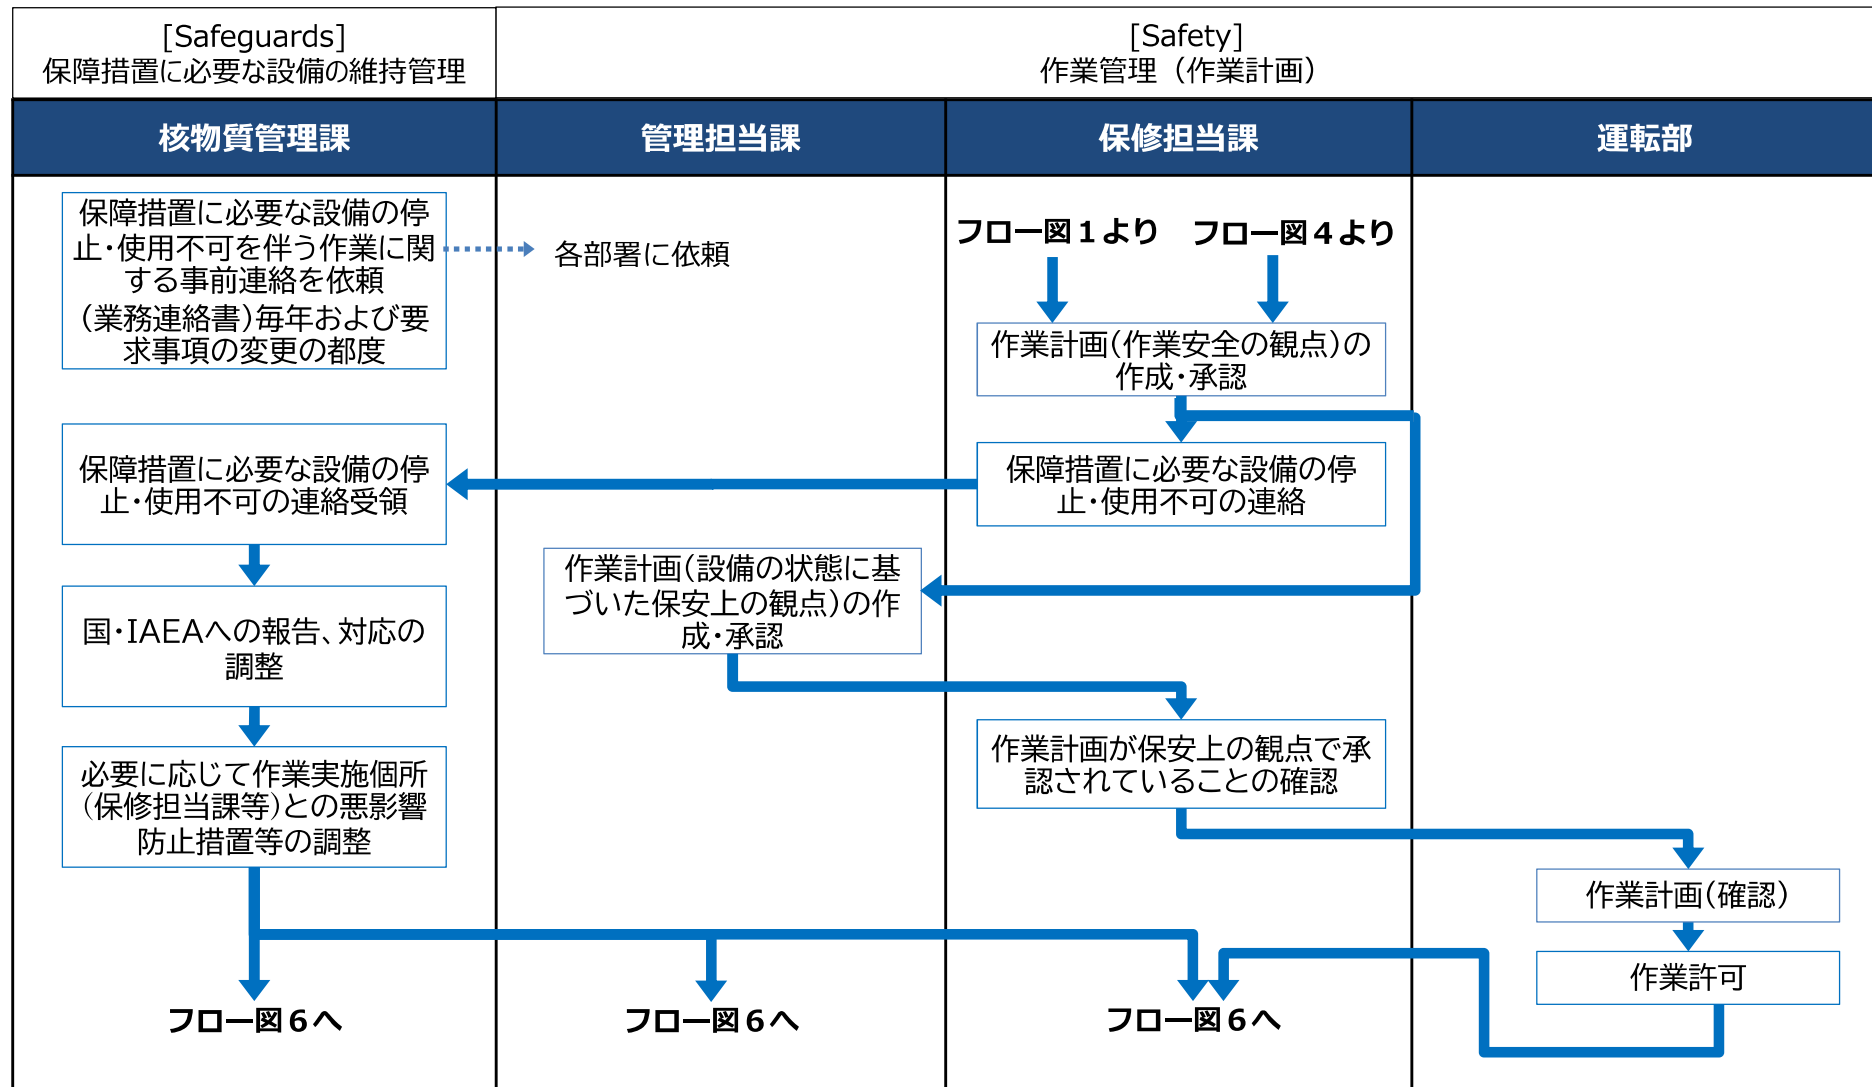 [Safeguards]
保障措置に必要な設備の維持管理
[Safety]
作業管理（作業計画）
核物質管理課
管理担当課
保修担当課
運転部
保障措置に必要な設備の停
止・使用不可を伴う作業に関
する事前連絡を依頼
（業務連絡書）毎年および要
求事項の変更の都度
各部署に依頼
フロー図１より
フロー図４より
作業計画（作業安全の観点）の
作成・承認
保障措置に必要な設備の停
止・使用不可の連絡受領
保障措置に必要な設備の停
止・使用不可の連絡
作業計画（設備の状態に基
づいた保安上の観点）の作
成・承認
国・IAEAへの報告、対応の
調整
作業計画が保安上の観点で承
認されていることの確認
必要に応じて作業実施個所
（保修担当課等）との悪影響
防止措置等の調整
作業計画（確認）
作業許可
フロー図６へ
フロー図６へ
フロー図６へ